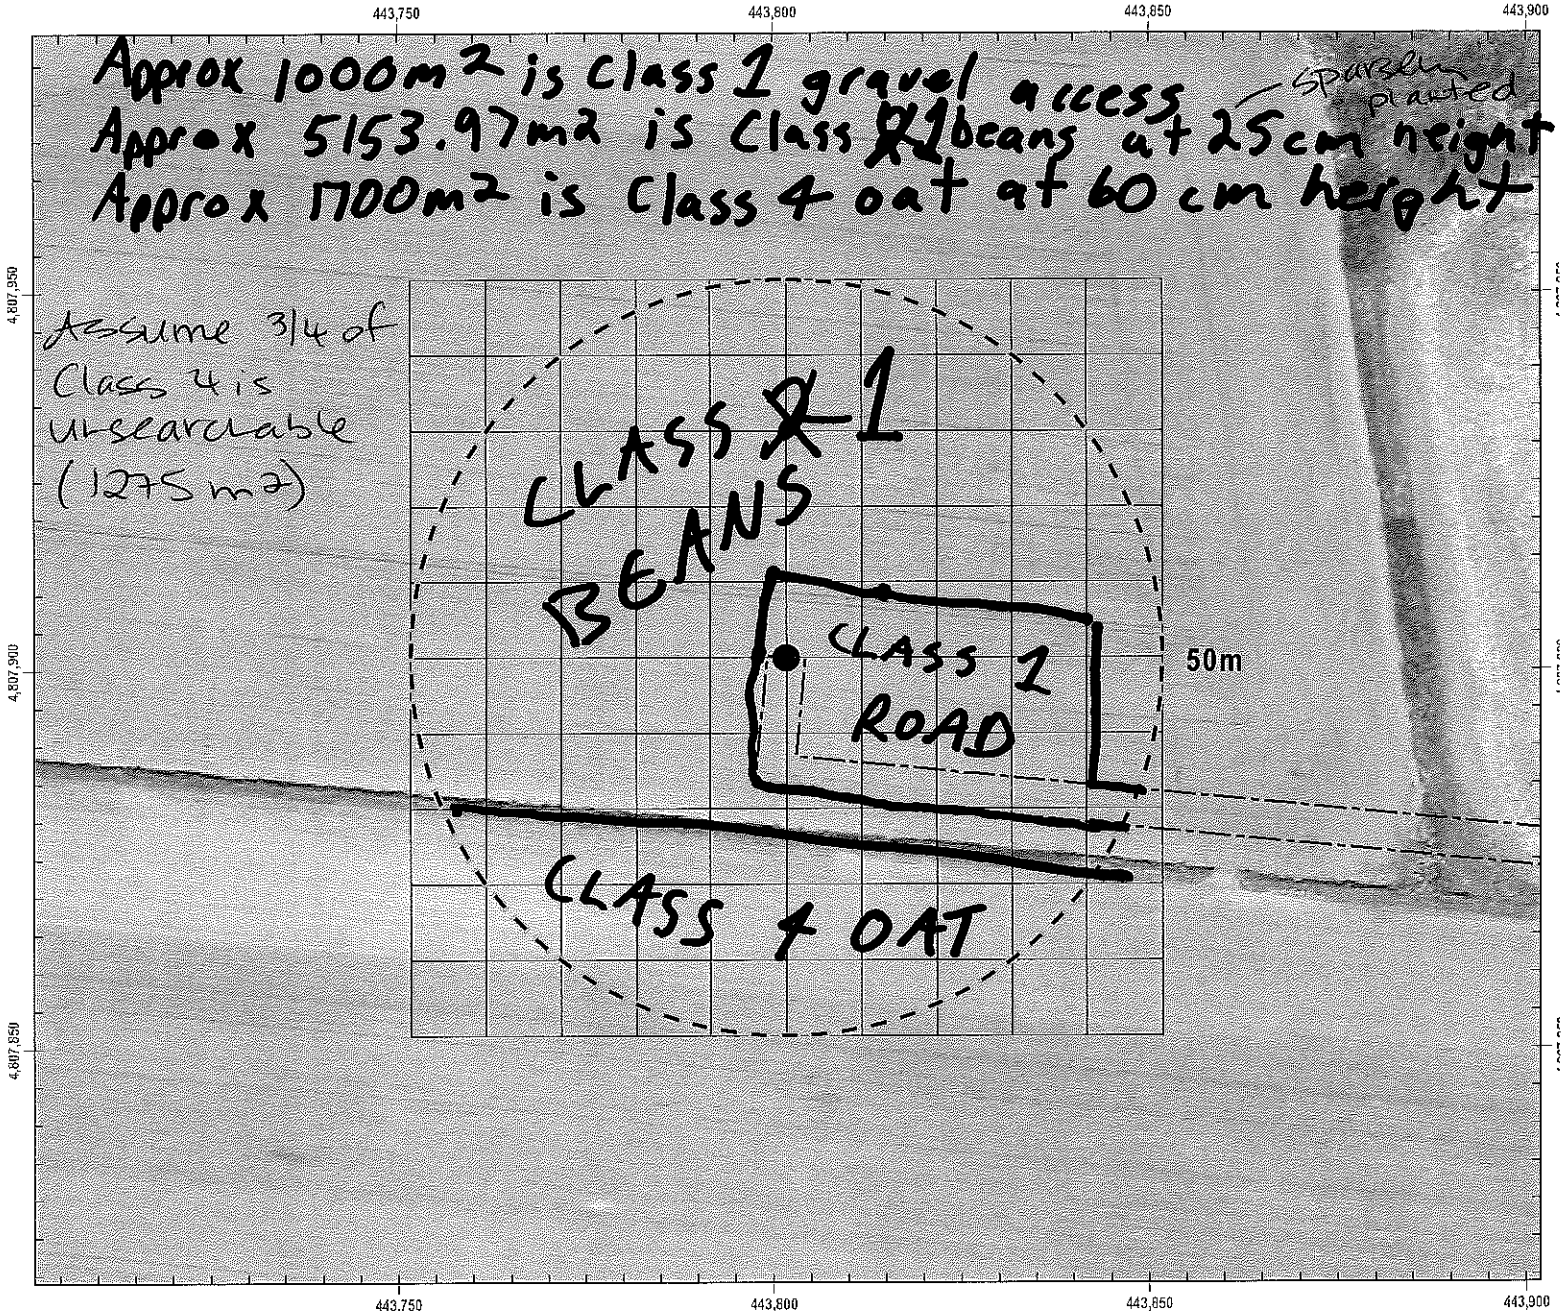 443,750 443,800 443,850 443,900
Approx 1000m² is Class 1 gravel access
sparsely planted
Approx 5153.97m2 is Class 1 beans at 25cm height
Approx 1700m² is Class 4 oat at 60 cm height
4,807,950
Assume 3/4 of
Class 4 is
unsearchable
(1275 m2)
CLASS 1
BEANS
4,807,900
CLASS 1
ROAD
50m
CLASS 4 OAT
4,807,850
443,750 443,800 443,850 443,900